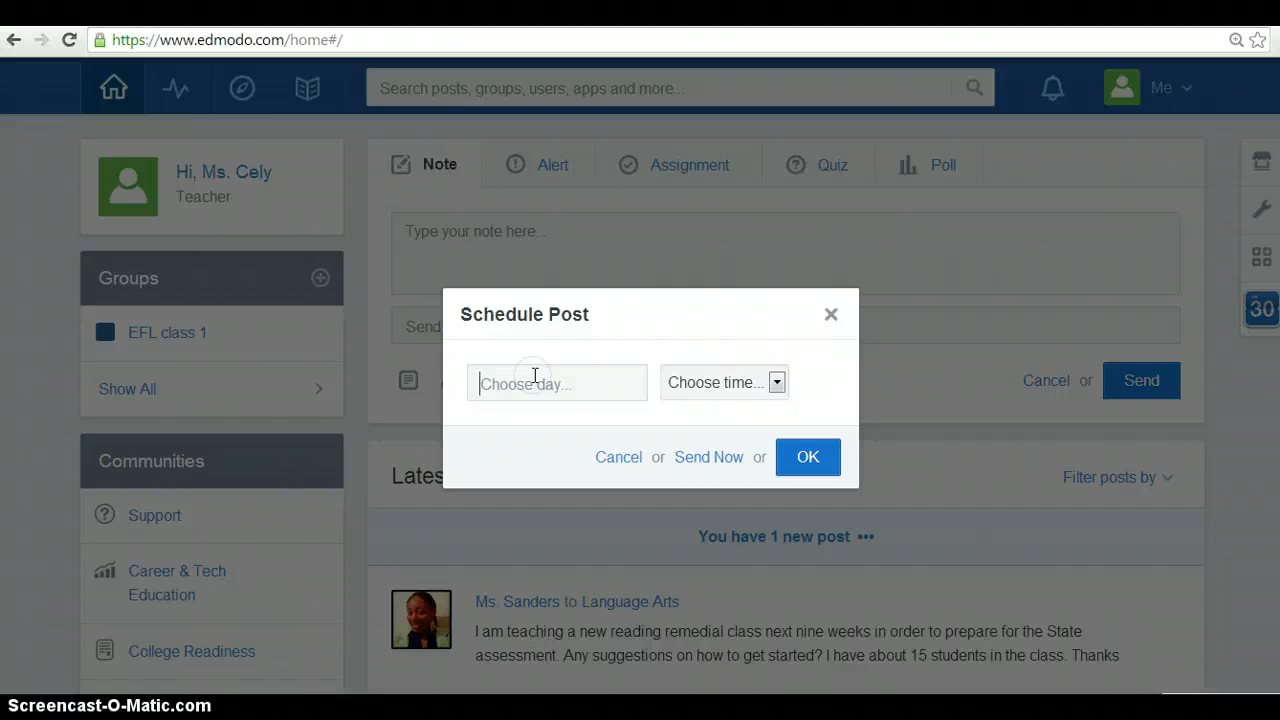 https://www.edmodo.com/home#/
Search posts, groups, users, apps and more...
Me
Hi, Ms. Cely
Teacher
Groups
EFL class 1
Show All
Communities
Support
Career & Tech
Education
College Readiness
Note
Alert
Assignment
Quiz
Poll
Type your note here...
Send
Cancel or Send
Schedule Post
Choose day...
Choose time...
Cancel or Send Now or OK
Lates
Filter posts by
You have 1 new post
Ms. Sanders to Language Arts
I am teaching a new reading remedial class next nine weeks in order to prepare for the State
assessment. Any suggestions on how to get started? I have about 15 students in the class. Thanks
30
Screencast-O-Matic.com